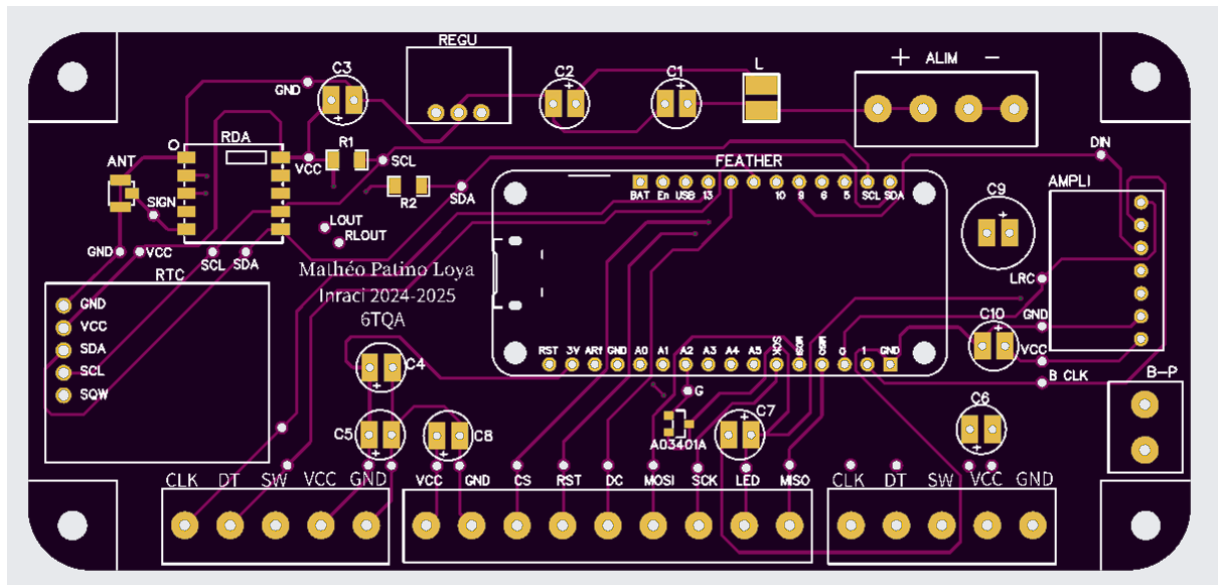 REGU
C3
C2
C1
L
+ ALIM -
GND
O
RDA
R1
SCL
DIN
ANT
VCC
FEATHER
R2
SDA
BAT En USB 13 10 9 6 5 SCL SDA
AMPLI
SIGN
C9
LOUT
RLOUT
GND VCC
SCL SDA
RTC
Mathéo Patino Loya
Inraci 2024-2025
6TQA
LRC
GND
VCC
SDA
SCL
SQW
GND
C10
VCC
RST 3V ARf GND A0 A1 A2 A3 A4 A5 SCK MOSI MISO 0 1 GND
C4
B CLK
B-P
G
C5
C8
A03401A
C7
C6
CLK DT SW VCC GND
VCC GND CS RST DC MOSI SCK LED MISO
CLK DT SW VCC GND